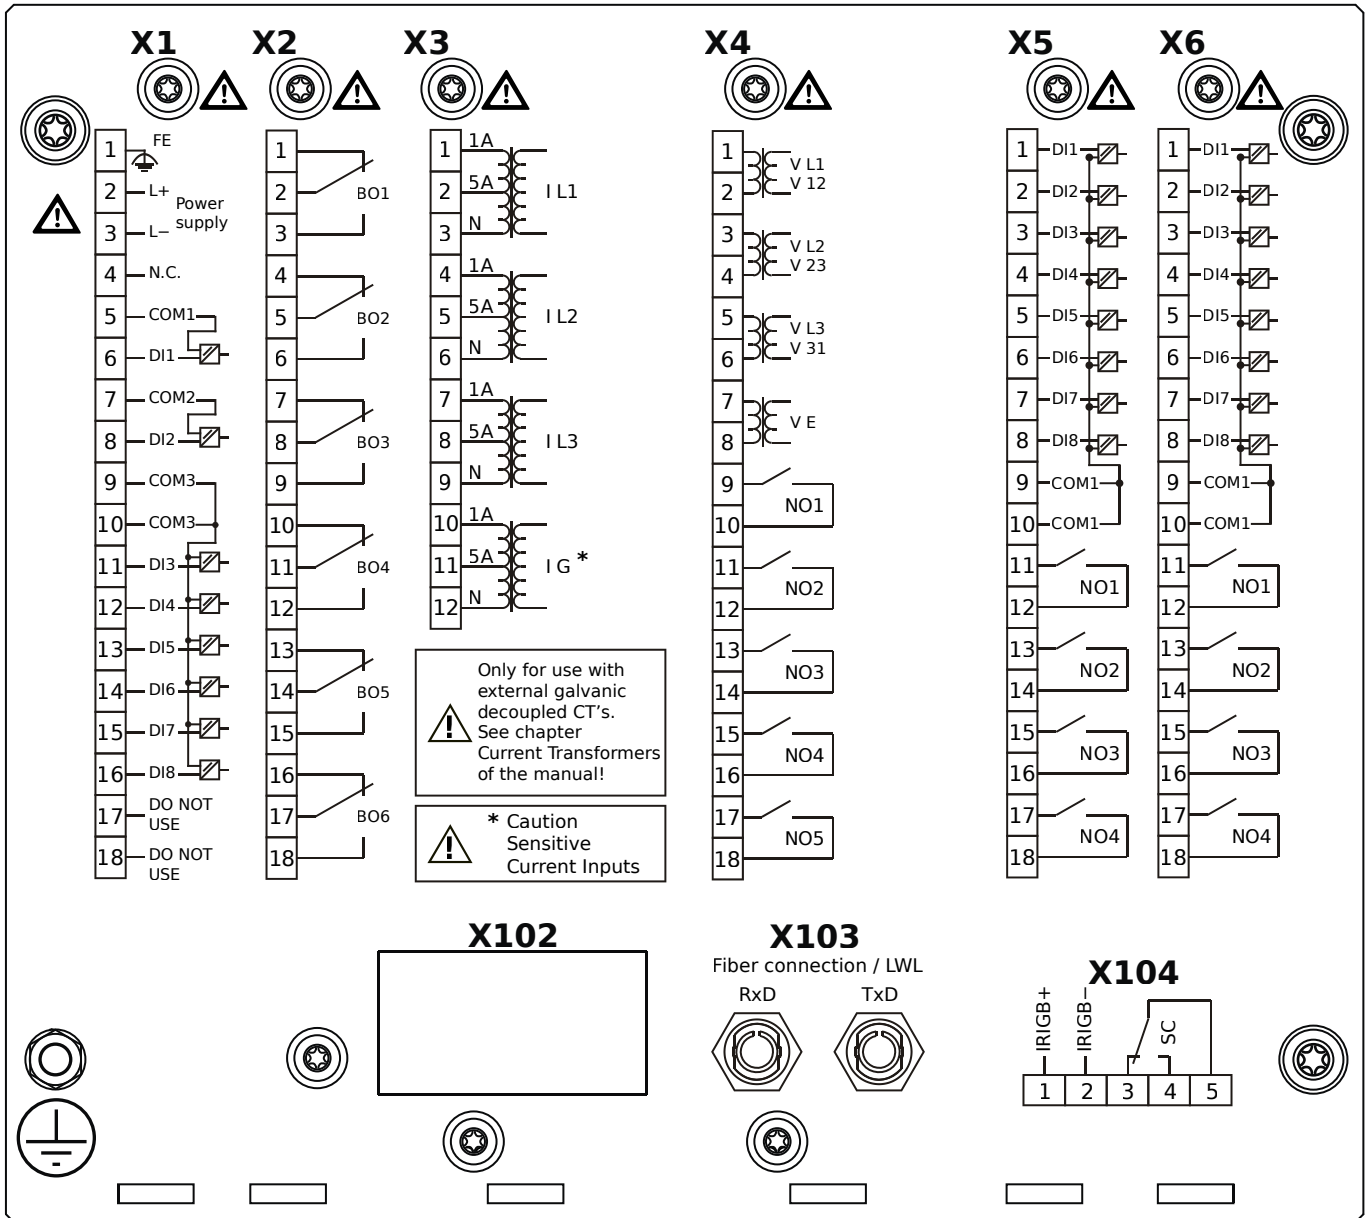 X1
X2
X3
X4
X5
X6
1 FE
2 L+
Power
supply
3 L−
4 N.C.
5 COM1
6 DI1
7 COM2
8 DI2
9 COM3
10 COM3
11 DI3
12 DI4
13 DI5
14 DI6
15 DI7
16 DI8
17 DO NOT
USE
18 DO NOT
USE
1
2 BO1
3
4
5 BO2
6
7
8 BO3
9
10
11 BO4
12
13
14 BO5
15
16
17 BO6
18
1 1A
2 5A I L1
3 N
4 1A
5 5A I L2
6 N
7 1A
8 5A I L3
9 N
10 1A
11 5A I G *
12 N
Only for use with
external galvanic
decoupled CT's.
See chapter
Current Transformers
of the manual!
* Caution
Sensitive
Current Inputs
1 V L1
2 V 12
3 V L2
4 V 23
5 V L3
6 V 31
7 V E
8
9
NO1
10
11
NO2
12
13
NO3
14
15
NO4
16
17
NO5
18
1 DI1
2 DI2
3 DI3
4 DI4
5 DI5
6 DI6
7 DI7
8 DI8
9 COM1
10 COM1
11
NO1
12
13
NO2
14
15
NO3
16
17
NO4
18
1 DI1
2 DI2
3 DI3
4 DI4
5 DI5
6 DI6
7 DI7
8 DI8
9 COM1
10 COM1
11
NO1
12
13
NO2
14
15
NO3
16
17
NO4
18
X102
X103
Fiber connection / LWL
RxD TxD
X104
IRIGB+
IRIGB−
SC
1 2 3 4 5